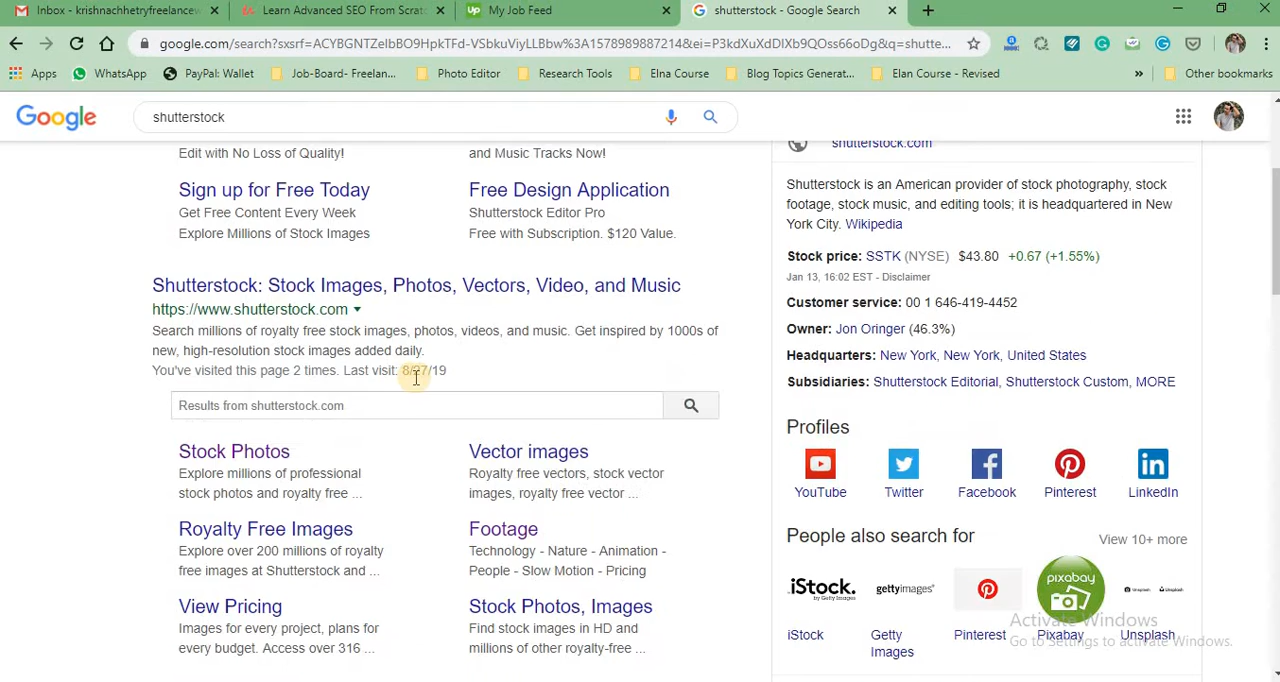 Inbox - krishnachhetryfreelancew
Learn Advanced SEO From Scratc
My Job Feed
shutterstock - Google Search
google.com/search?sxsrf=ACYBGNTZeIbBO9HpkTFd-VSbkuViyLLBbw%3A1578989887214&ei=P3kdXuXdDIXb9QOss66oDg&q=shutte...
Apps
WhatsApp
PayPal: Wallet
Job-Board- Freelan...
Photo Editor
Research Tools
Elna Course
Blog Topics Generat...
Elan Course - Revised
Other bookmarks
Google
shutterstock
Edit with No Loss of Quality!
and Music Tracks Now!
Sign up for Free Today
Free Design Application
Get Free Content Every Week
Shutterstock Editor Pro
Explore Millions of Stock Images
Free with Subscription. $120 Value.
Shutterstock: Stock Images, Photos, Vectors, Video, and Music
https://www.shutterstock.com
Search millions of royalty free stock images, photos, videos, and music. Get inspired by 1000s of
new, high-resolution stock images added daily.
You've visited this page 2 times. Last visit: 8/27/19
Results from shutterstock.com
Stock Photos
Vector images
Explore millions of professional
Royalty free vectors, stock vector
stock photos and royalty free ...
images, royalty free vector ...
Royalty Free Images
Footage
Explore over 200 millions of royalty
Technology - Nature - Animation -
free images at Shutterstock and ...
People - Slow Motion - Pricing
View Pricing
Stock Photos, Images
Images for every project, plans for
Find stock images in HD and
every budget. Access over 316 ...
millions of other royalty-free ...
shutterstock.com
Shutterstock is an American provider of stock photography, stock
footage, stock music, and editing tools; it is headquartered in New
York City. Wikipedia
Stock price: SSTK (NYSE) $43.80 +0.67 (+1.55%)
Jan 13, 16:02 EST - Disclaimer
Customer service: 00 1 646-419-4452
Owner: Jon Oringer (46.3%)
Headquarters: New York, New York, United States
Subsidiaries: Shutterstock Editorial, Shutterstock Custom, MORE
Profiles
YouTube
Twitter
Facebook
Pinterest
LinkedIn
People also search for
View 10+ more
iStock.
by Getty Images
gettyimages
pixabay
Unsplash
Unsplash
iStock
Getty
Images
Pinterest
Pixabay
Unsplash
Activate Windows
Go to Settings to activate Windows.